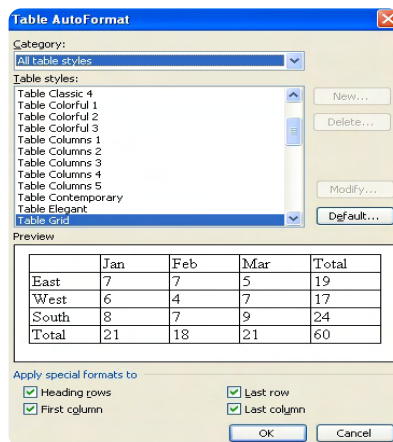 Table AutoFormat
Category:
All table styles
Table styles:
Table Classic 4
Table Colorful 1
Table Colorful 2
Table Colorful 3
Table Columns 1
Table Columns 2
Table Columns 3
Table Columns 4
Table Columns 5
Table Contemporary
Table Elegant
Table Grid
New...
Delete...
Modify...
Default...
Preview
Jan Feb Mar Total
East 7 7 5 19
West 6 4 7 17
South 8 7 9 24
Total 21 18 21 60
Apply special formats to
Heading rows Last row
First column Last column
OK Cancel